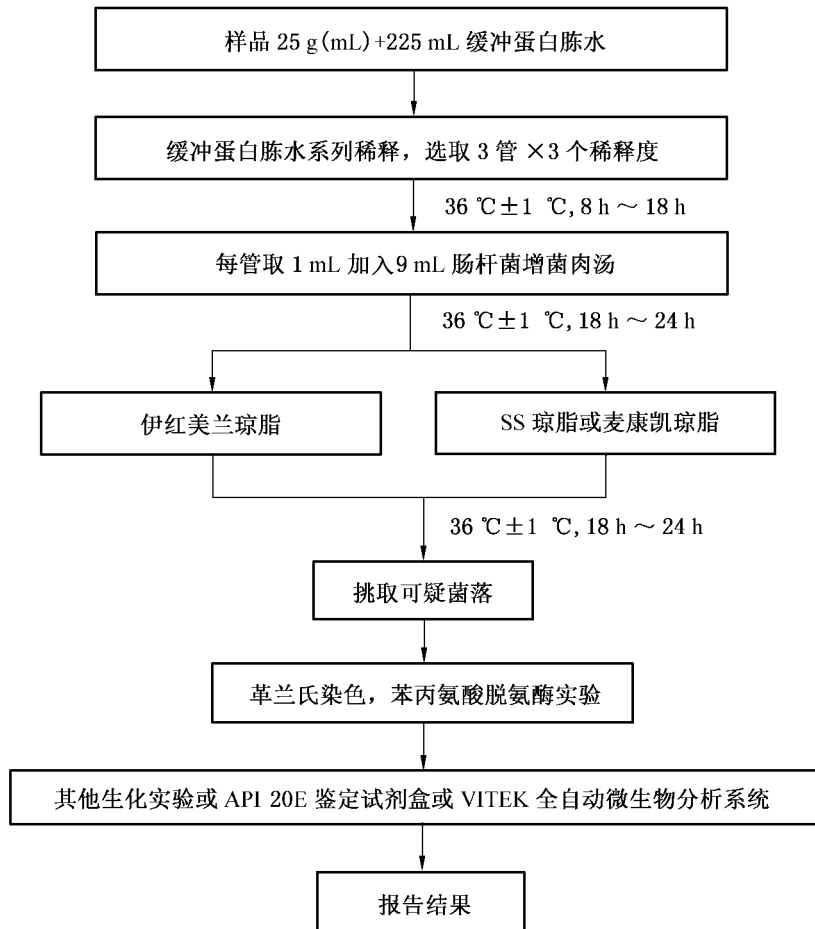 样品 25 g(mL)+225 mL 缓冲蛋白胨水
缓冲蛋白胨水系列稀释，选取 3 管 ×3 个稀释度
36 ℃±1 ℃, 8 h～18 h
每管取 1 mL 加入9 mL 肠杆菌增菌肉汤
36 ℃±1 ℃, 18 h～24 h
伊红美兰琼脂
SS 琼脂或麦康凯琼脂
36 ℃±1 ℃, 18 h～24 h
挑取可疑菌落
革兰氏染色，苯丙氨酸脱氨酶实验
其他生化实验或 API 20E 鉴定试剂盒或 VITEK 全自动微生物分析系统
报告结果